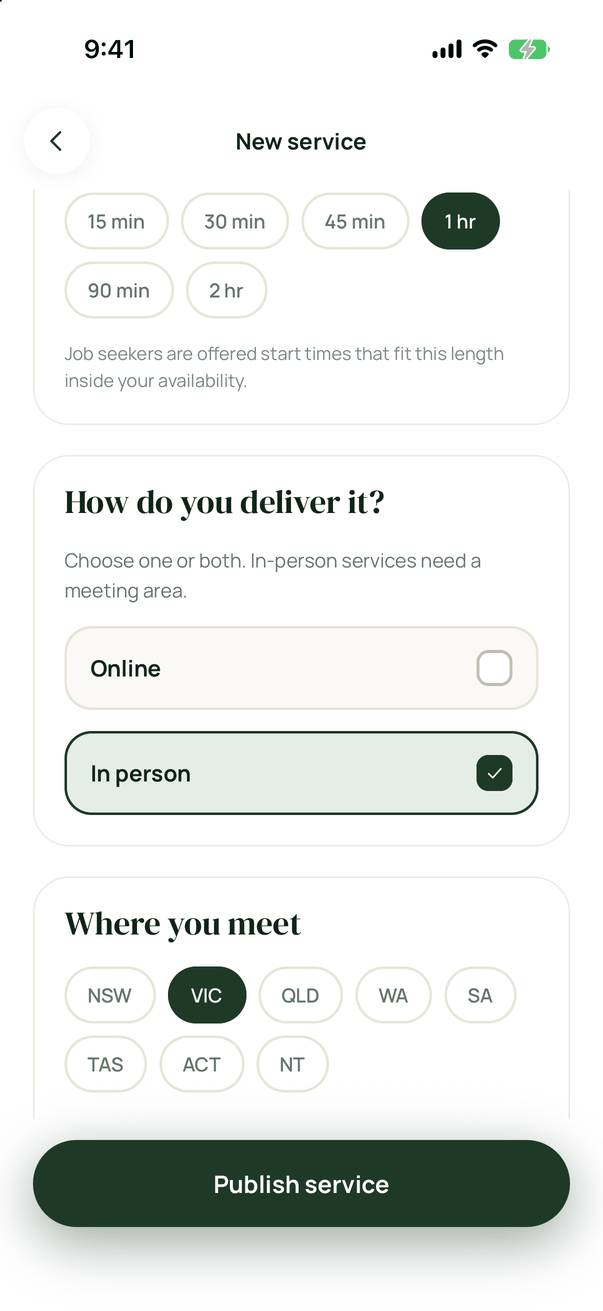 9:41
New service
15 min 30 min 45 min 1 hr
90 min 2 hr
Job seekers are offered start times that fit this length
inside your availability.
How do you deliver it?
Choose one or both. In-person services need a
meeting area.
Online
In person
Where you meet
NSW VIC QLD WA SA
TAS ACT NT
Publish service